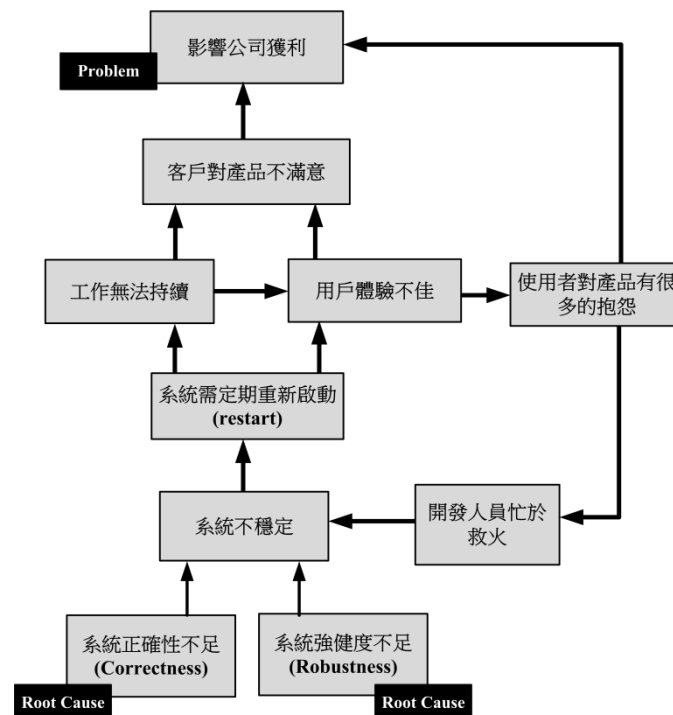 影響公司獲利
Problem
客戶對產品不滿意
工作無法持續
用戶體驗不佳
使用者對產品有很
多的抱怨
系統需定期重新啟動
(restart)
系統不穩定
開發人員忙於
救火
系統正確性不足
(Correctness)
Root Cause
系統強健度不足
(Robustness)
Root Cause